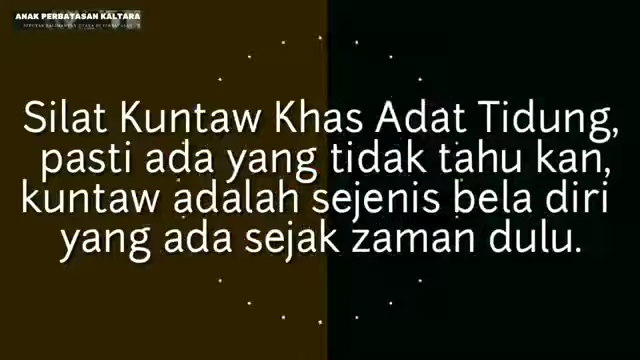 ANAK PERBATASAN KALTARA
Silat Kuntaw Khas Adat Tidung,
pasti ada yang tidak tahu kan,
kuntaw adalah sejenis bela diri
yang ada sejak zaman dulu.